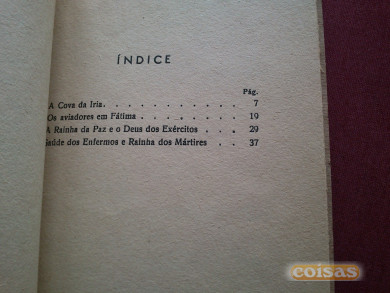 ÍNDICE
Pág.
A Cova da Iria. . . . . . . . . . . 7
Os aviadores em Fátima . . . . . . . . 19
A Rainha da Paz e o Deus dos Exércitos . . . 29
aúde dos Enfermos e Rainha dos Mártires . . 37
coisas